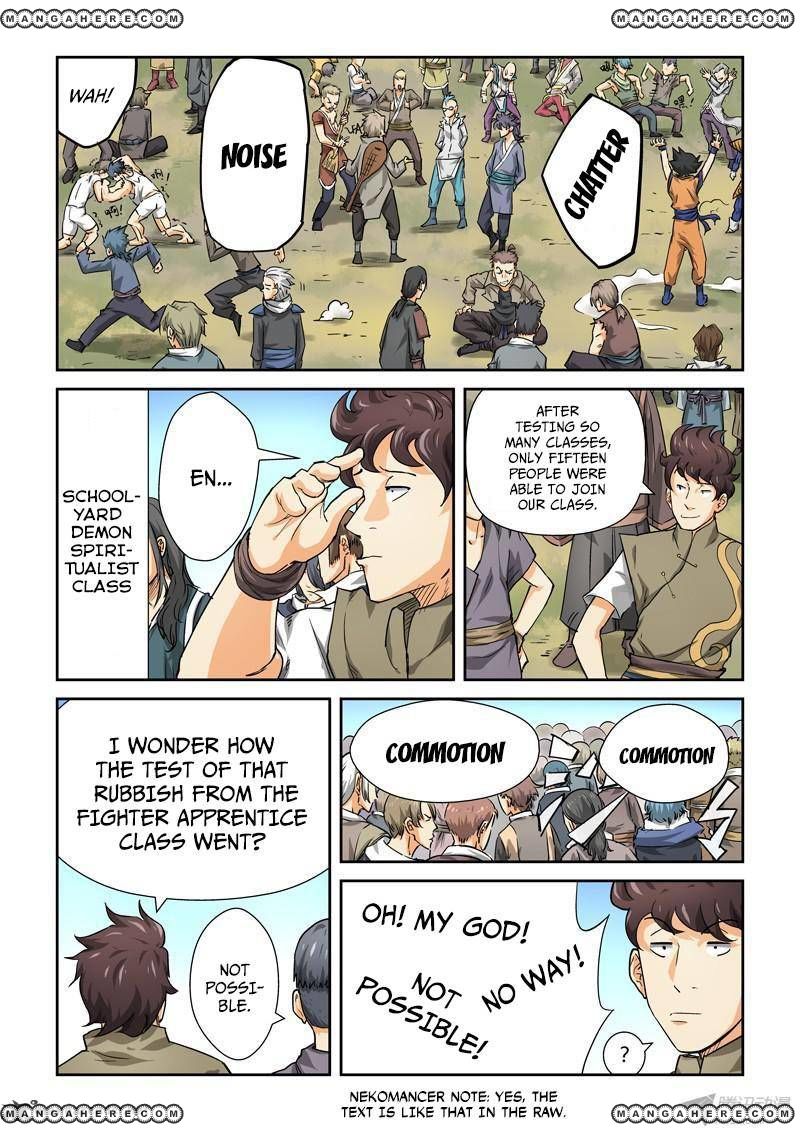 MANGAHERE.COM
MANGAHERE.COM
WAH!
NOISE
CHATTER
SCHOOL-
YARD
DEMON
SPIRI-
TUALIST
CLASS
EN...
AFTER
TESTING SO
MANY CLASSES,
ONLY FIFTEEN
PEOPLE WERE
ABLE TO JOIN
OUR CLASS.
I WONDER HOW
THE TEST OF THAT
RUBBISH FROM THE
FIGHTER APPRENTICE
CLASS WENT?
NOT
POSSI-
BLE.
COMMOTION
COMMOTION
OH! MY GOD!
NOT
POSSIBLE!
NO WAY!
?
NEKOMANCER NOTE: YES, THE
TEXT IS LIKE THAT IN THE RAW.
MANGAHERE.COM
MANGAHERE.COM